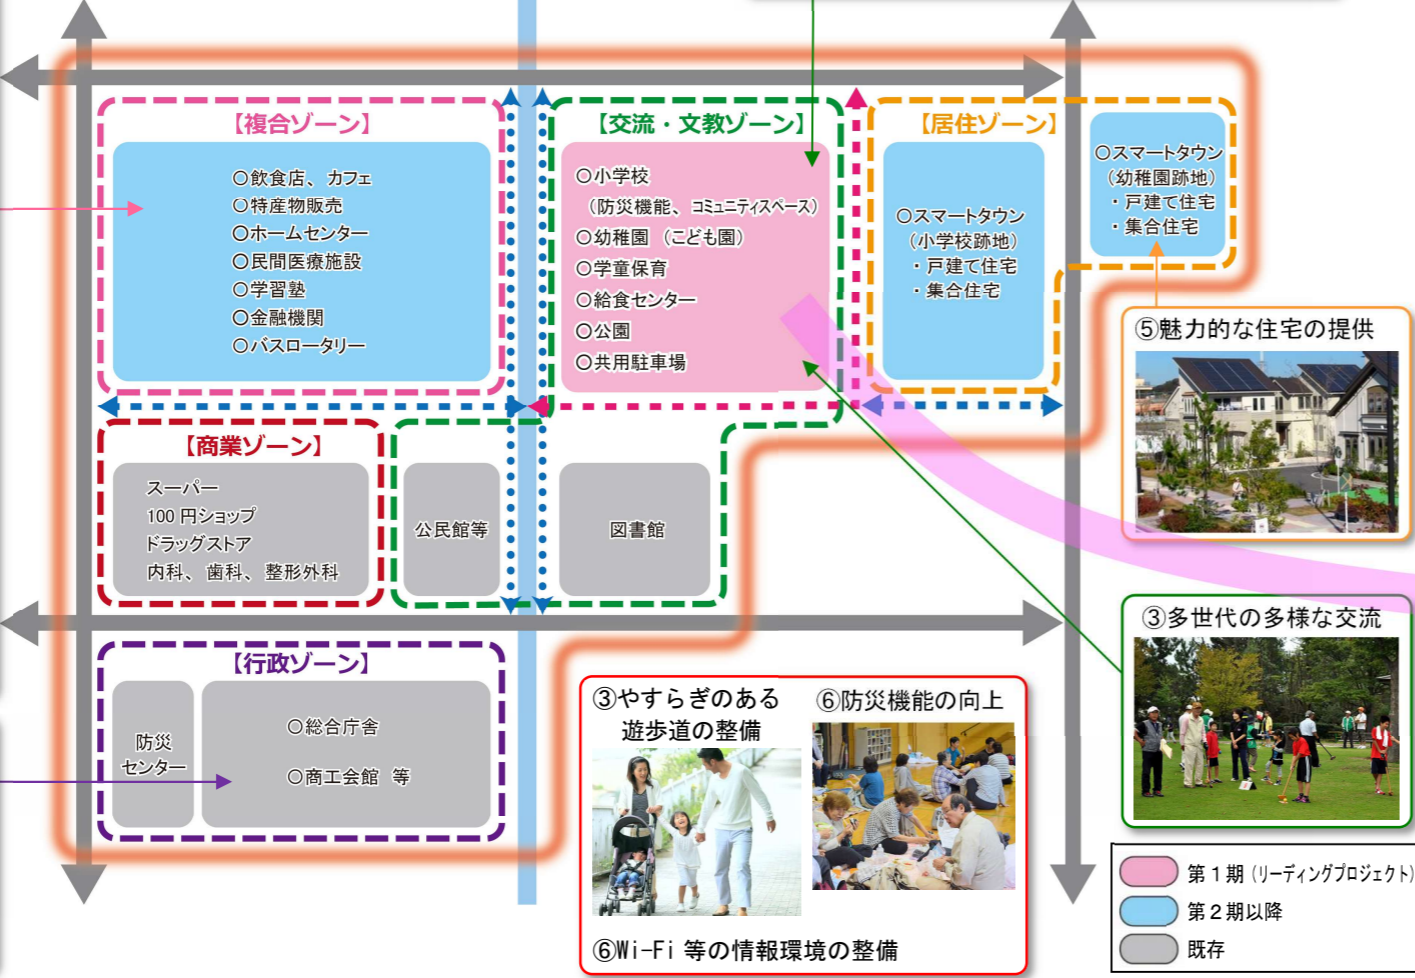 【複合ゾーン】
○飲食店、カフェ
○特産物販売
○ホームセンター
○民間医療施設
○学習塾
○金融機関
○バスロータリー
【交流・文教ゾーン】
○小学校
(防災機能、コミュニティスペース)
○幼稚園 (こども園)
○学童保育
○給食センター
○公園
○共用駐車場
【居住ゾーン】
○スマートタウン
(小学校跡地)
・戸建て住宅
・集合住宅
○スマートタウン
(幼稚園跡地)
・戸建て住宅
・集合住宅
⑤魅力的な住宅の提供
【商業ゾーン】
スーパー
100円ショップ
ドラッグストア
内科、歯科、整形外科
公民館等
図書館
③多世代の多様な交流
【行政ゾーン】
防災
センター
○総合庁舎
○商工会館 等
③やすらぎのある
遊歩道の整備
⑥防災機能の向上
⑥Wi-Fi等の情報環境の整備
第1期(リーディングプロジェクト)
第2期以降
既存